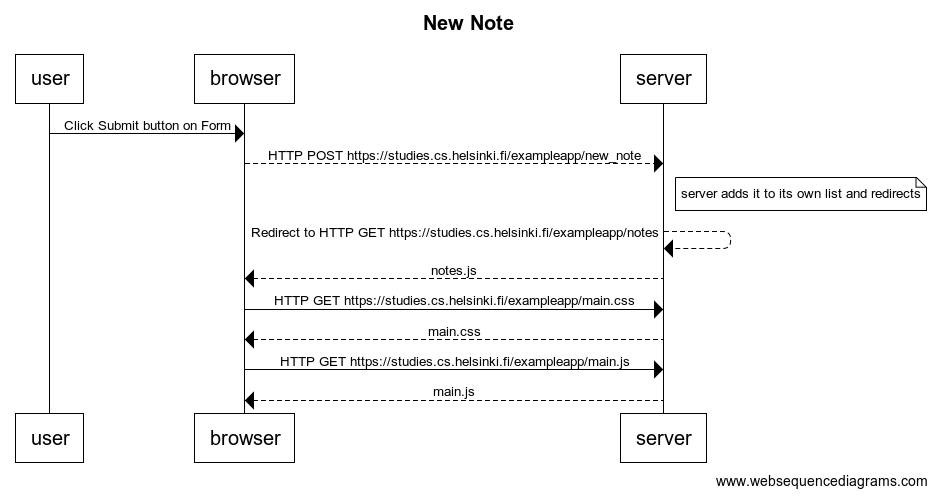 New Note
user
browser
server
Click Submit button on Form
HTTP POST https://studies.cs.helsinki.fi/exampleapp/new_note
server adds it to its own list and redirects
Redirect to HTTP GET https://studies.cs.helsinki.fi/exampleapp/notes
notes.js
HTTP GET https://studies.cs.helsinki.fi/exampleapp/main.css
main.css
HTTP GET https://studies.cs.helsinki.fi/exampleapp/main.js
main.js
user
browser
server
www.websequencediagrams.com